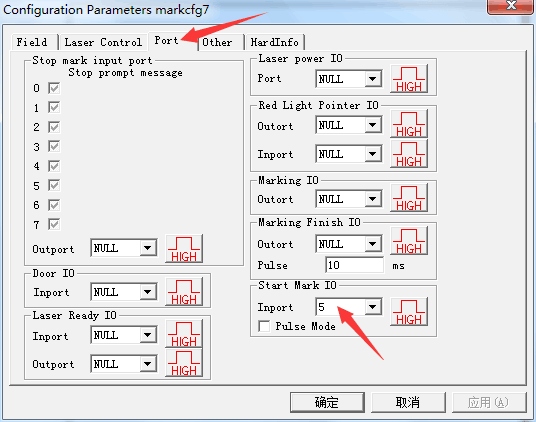 Configuration Parameters markcfg7
Field
Laser Control
Port
Other
HardInfo
Stop mark input port
Stop prompt message
0
1
2
3
4
5
6
7
Outport NULL HIGH
Door IO
Inport NULL HIGH
Laser Ready IO
Inport NULL HIGH
Outport NULL HIGH
Laser power IO
Port NULL HIGH
Red Light Pointer IO
Outort NULL HIGH
Inport NULL HIGH
Marking IO
Outort NULL HIGH
Marking Finish IO
Outort NULL HIGH
Pulse 10 ms
Start Mark IO
Inport 5 HIGH
Pulse Mode
确定
取消
应用(A)